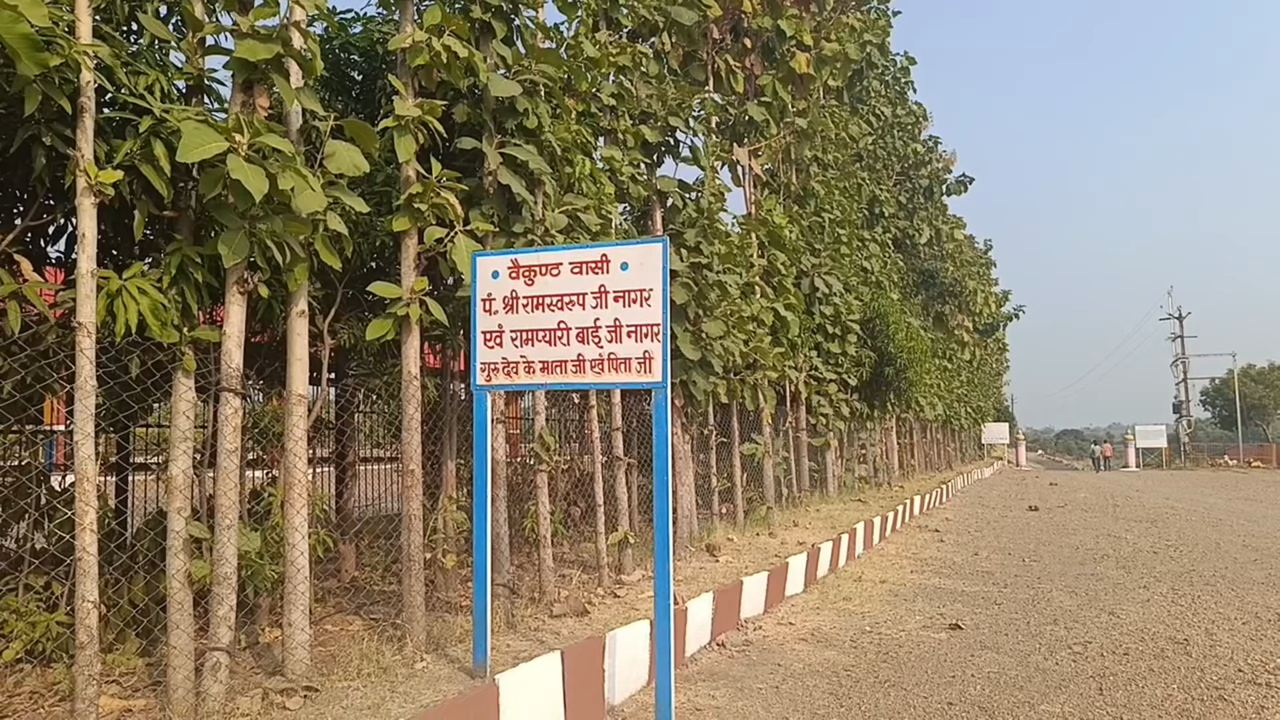 • वैकुण्ठ वासी •
पं. श्री रामस्वरुप जी नागर
एवं रामप्यारी बाई जी नागर
गुरु देव के माता जी एवं पिता जी